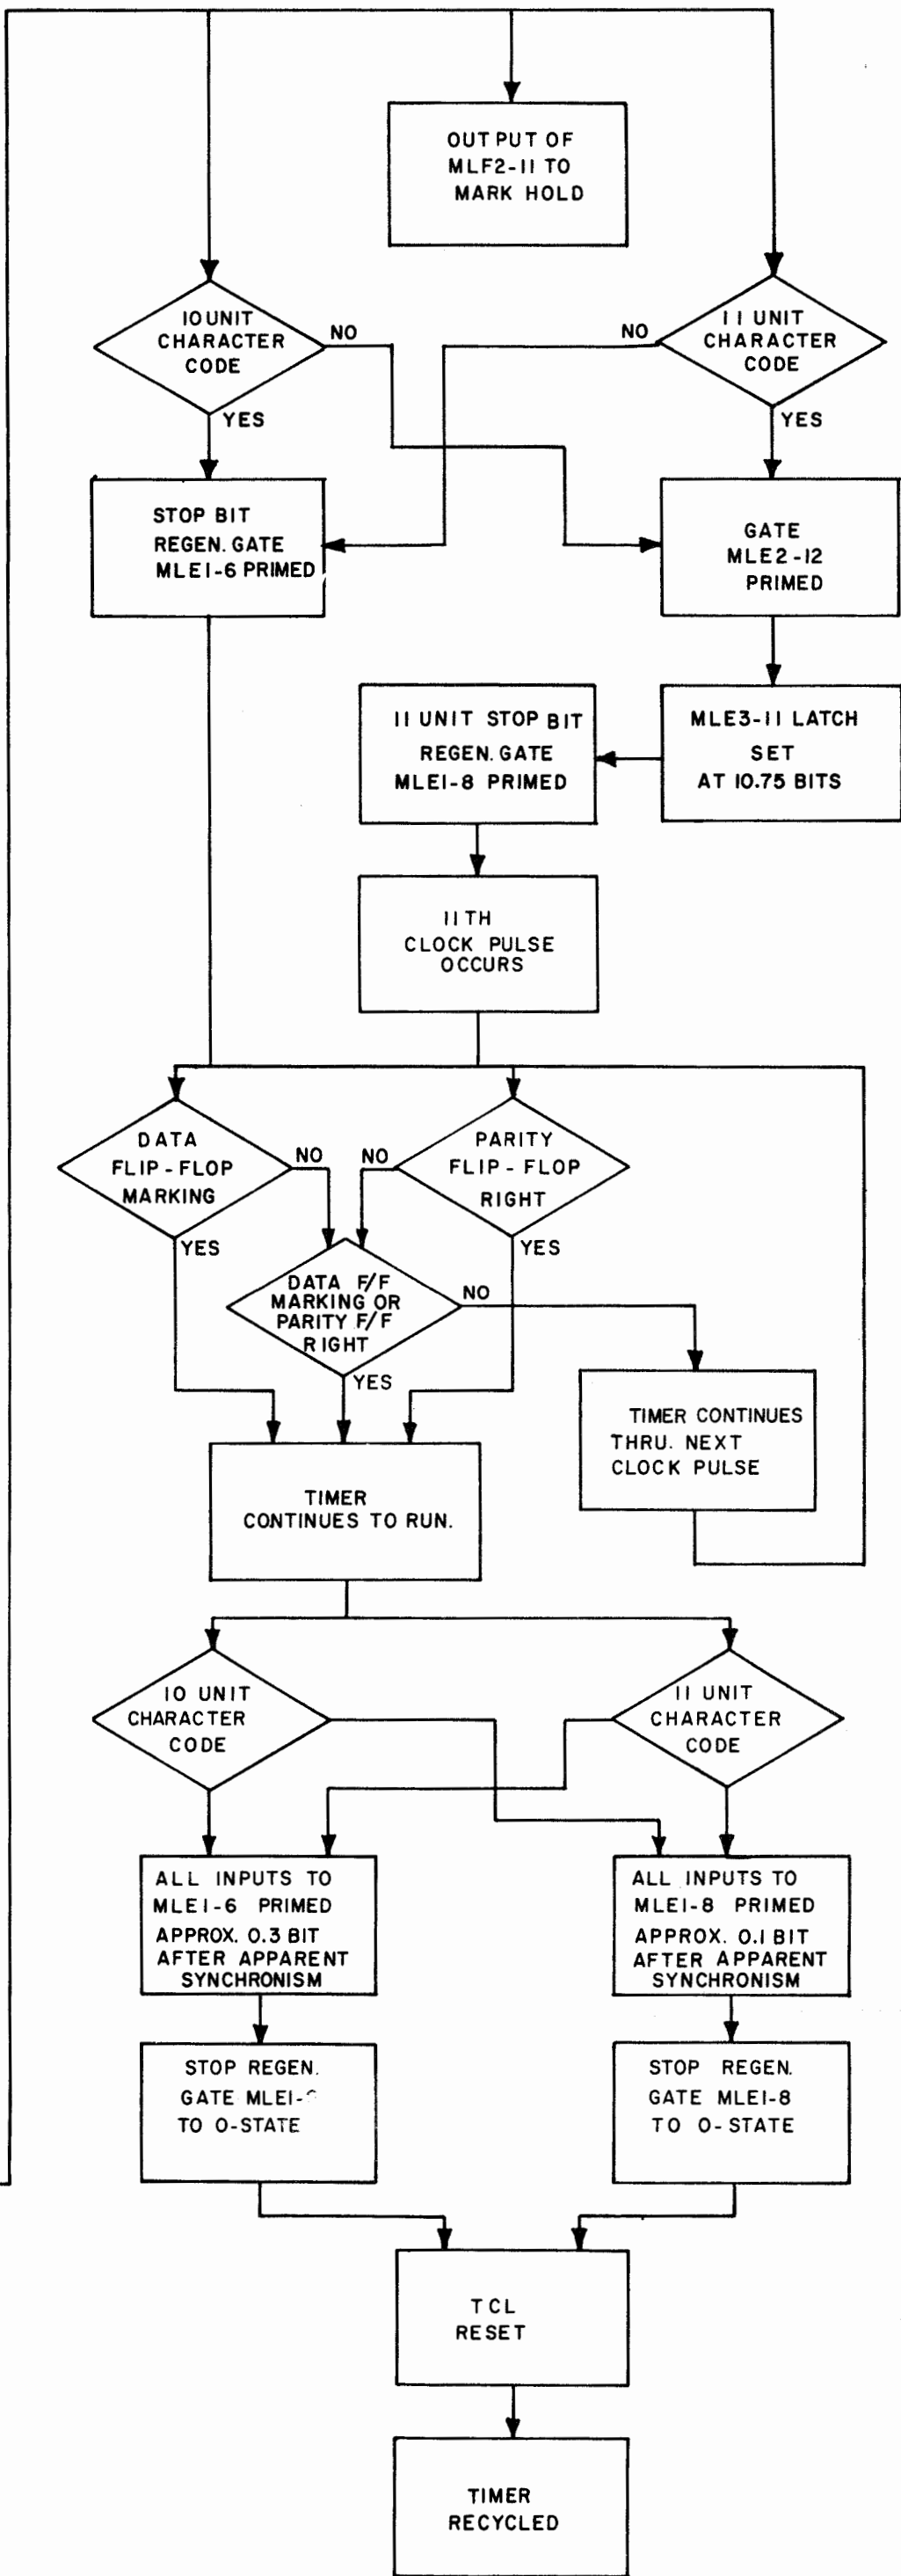 OUTPUT OF
MLF2-11 TO
MARK HOLD
10 UNIT
CHARACTER
CODE
NO
YES
11 UNIT
CHARACTER
CODE
NO
YES
STOP BIT
REGEN. GATE
MLE1-6 PRIMED
GATE
MLE2-12
PRIMED
11 UNIT STOP BIT
REGEN. GATE
MLE1-8 PRIMED
MLE3-11 LATCH
SET
AT 10.75 BITS
11TH
CLOCK PULSE
OCCURS
DATA
FLIP-FLOP
MARKING
NO
YES
PARITY
FLIP-FLOP
RIGHT
NO
YES
DATA F/F
MARKING OR
PARITY F/F
RIGHT
NO
YES
TIMER CONTINUES
THRU. NEXT
CLOCK PULSE
TIMER
CONTINUES TO RUN.
10 UNIT
CHARACTER
CODE
11 UNIT
CHARACTER
CODE
ALL INPUTS TO
MLE1-6 PRIMED
APPROX. 0.3 BIT
AFTER APPARENT
SYNCHRONISM
ALL INPUTS TO
MLE1-8 PRIMED
APPROX. 0.1 BIT
AFTER APPARENT
SYNCHRONISM
STOP REGEN.
GATE
TO 0-STATE
STOP REGEN.
GATE MLE1-8
TO 0-STATE
TCL
RESET
TIMER
RECYCLED